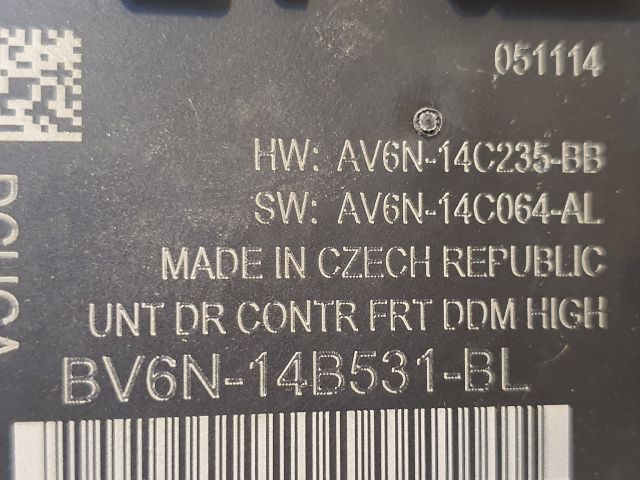 051114
HW: AV6N-14C235-BB
SW: AV6N-14C064-AL
MADE IN CZECH REPUBLIC
UNT DR CONTR FRT DDM HIGH
BV6N-14B531-BL